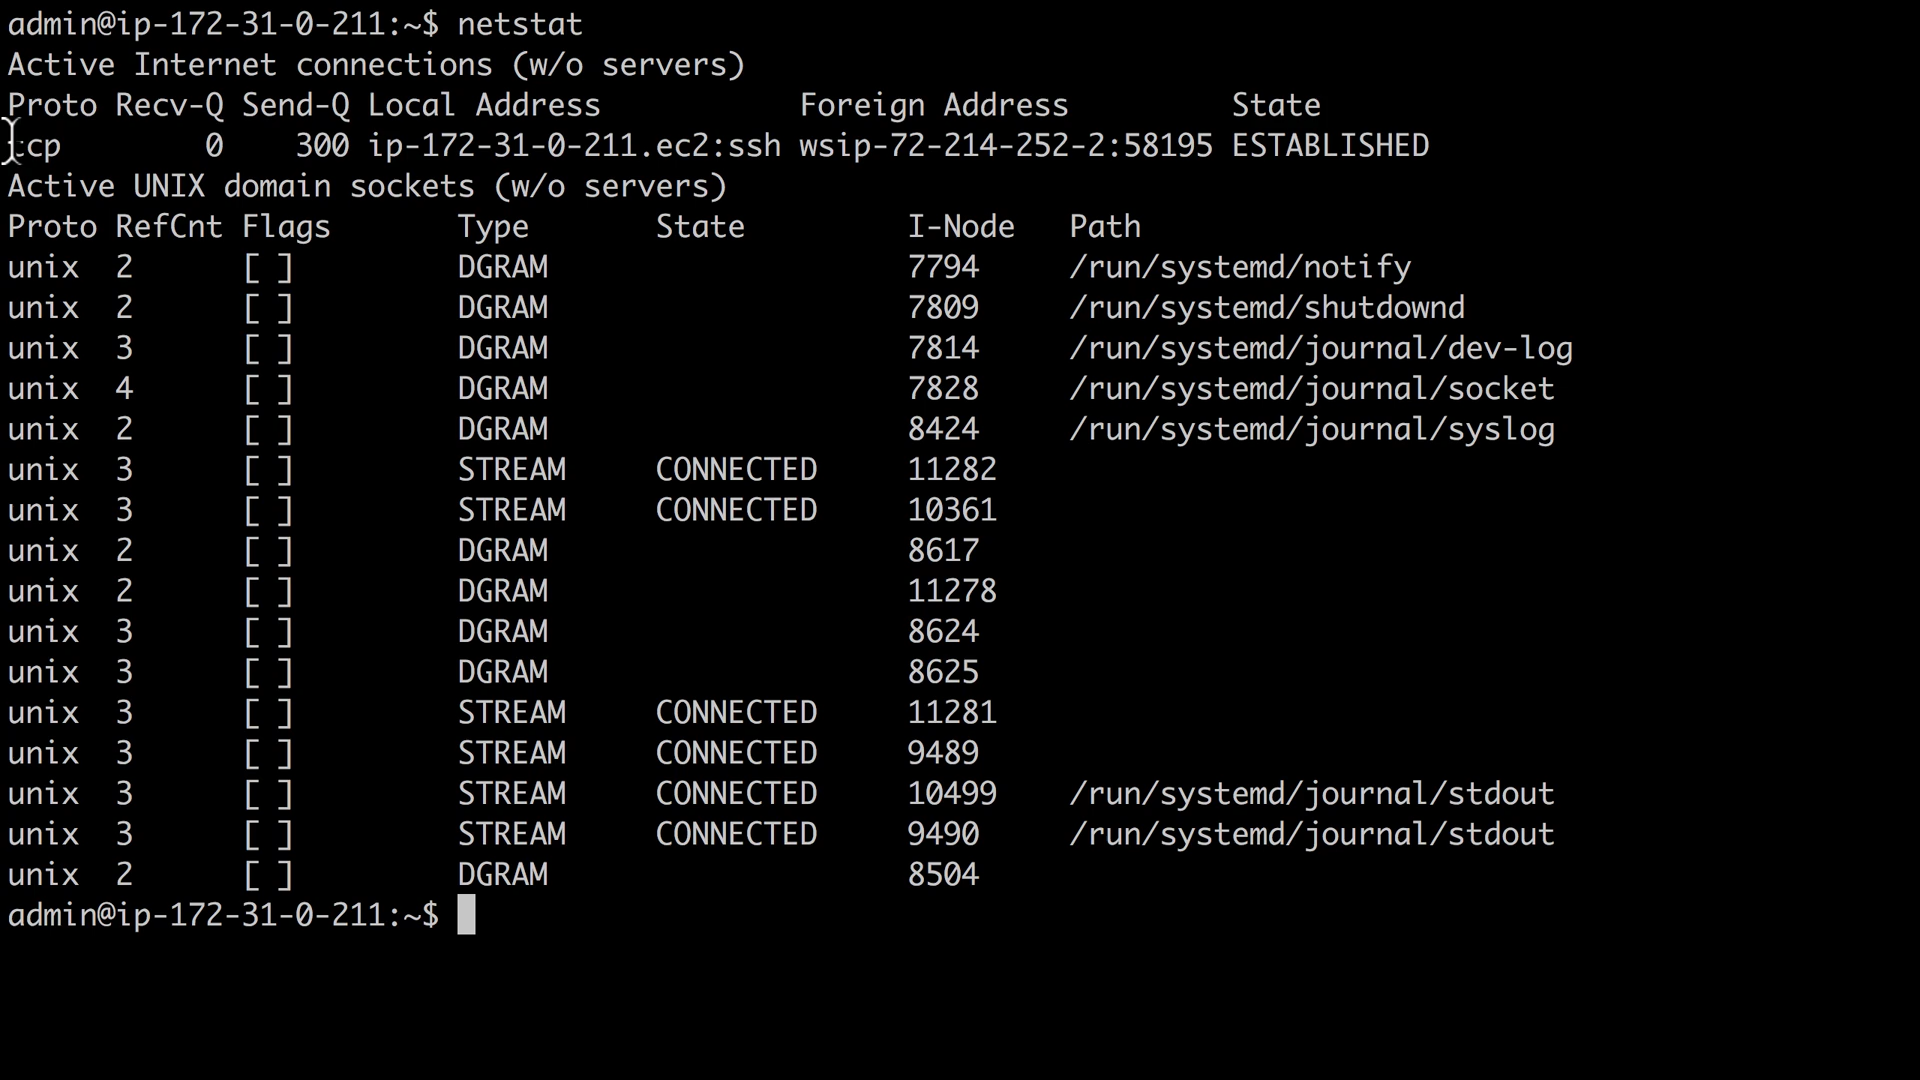 admin@ip-172-31-0-211:~$ netstat
Active Internet connections (w/o servers)
Proto Recv-Q Send-Q Local Address           Foreign Address         State
tcp        0    300 ip-172-31-0-211.ec2:ssh wsip-72-214-252-2:58195 ESTABLISHED
Active UNIX domain sockets (w/o servers)
Proto RefCnt Flags       Type       State         I-Node   Path
unix  2      [ ]         DGRAM                    7794     /run/systemd/notify
unix  2      [ ]         DGRAM                    7809     /run/systemd/shutdownd
unix  3      [ ]         DGRAM                    7814     /run/systemd/journal/dev-log
unix  4      [ ]         DGRAM                    7828     /run/systemd/journal/socket
unix  2      [ ]         DGRAM                    8424     /run/systemd/journal/syslog
unix  3      [ ]         STREAM     CONNECTED     11282
unix  3      [ ]         STREAM     CONNECTED     10361
unix  2      [ ]         DGRAM                    8617
unix  2      [ ]         DGRAM                    11278
unix  3      [ ]         DGRAM                    8624
unix  3      [ ]         DGRAM                    8625
unix  3      [ ]         STREAM     CONNECTED     11281
unix  3      [ ]         STREAM     CONNECTED     9489
unix  3      [ ]         STREAM     CONNECTED     10499    /run/systemd/journal/stdout
unix  3      [ ]         STREAM     CONNECTED     9490     /run/systemd/journal/stdout
unix  2      [ ]         DGRAM                    8504
admin@ip-172-31-0-211:~$